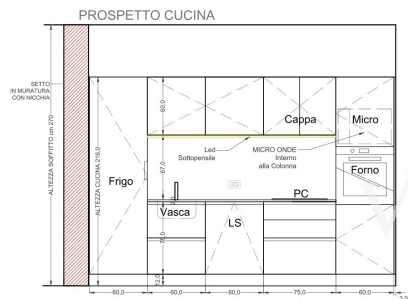 PROSPETTO CUCINA
SETTO
IN MURATURA
CON NICCHIA
ALTEZZA SOFFITTO cm 270
ALTEZZA CUCINA 216,0
60,0
Cappa
Micro
Led
Sottopensile
MICRO ONDE
Interno
alla Colonna
67,0
Frigo
Forno
PC
Vasca
LS
75,0
12,0
60,0
60,0
60,0
75,0
60,0